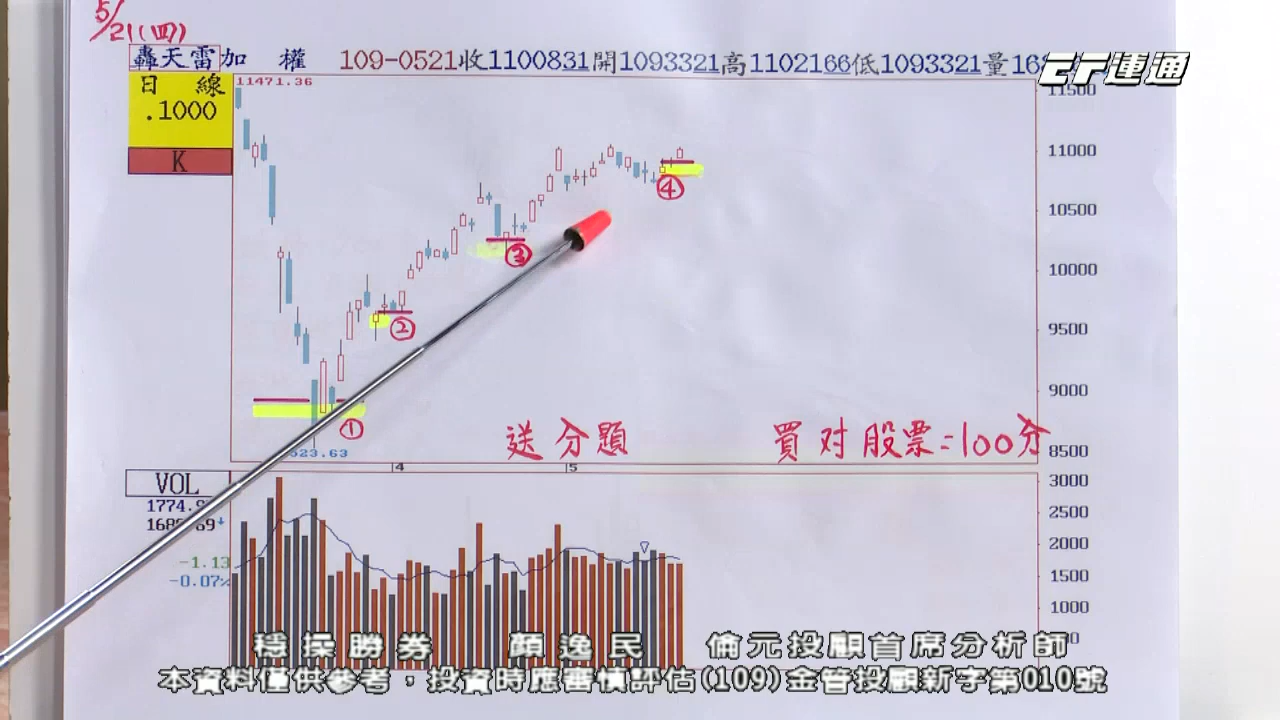 5/21(四)
轟天雷加 權 109-0521收1100831開1093321高1102166低1093321量16
CT連通
日 線
.1000
K
11471.36
11500
11000
10500
10000
9500
9000
8500
①
②
③
④
送分題 買对股票=100分
523.63
4 5
VOL
1774.9
-1.13
-0.07%
3000
2500
2000
1500
1000
穩操勝券 顏逸民 倫元投顧首席分析師
本資料僅供參考,投資時應審慎評估(109)金管投顧新字第010號